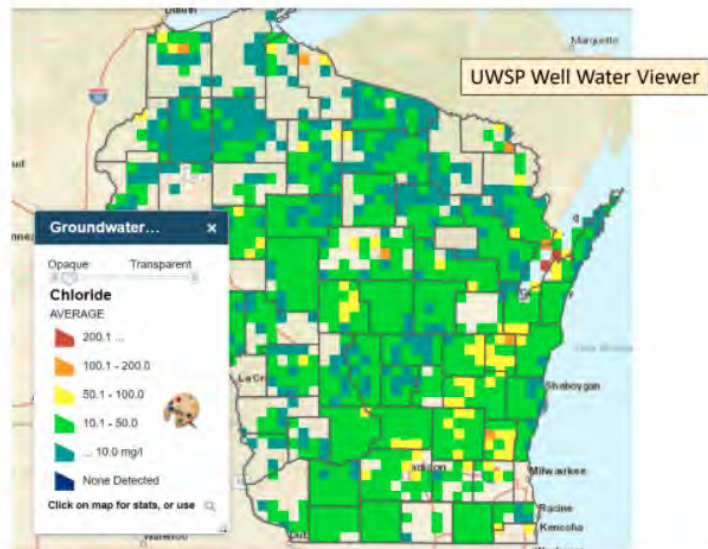 Marquette
UWSP Well Water Viewer
Groundwater... ×
Opaque Transparent
Chloride
AVERAGE
200.1 ...
100.1 - 200.0
50.1 - 100.0
10.1 - 50.0
... 10.0 mg/l
None Detected
Click on map for stats, or use
La Cr
Sheboygan
Milwaukee
Racine
Kenosha